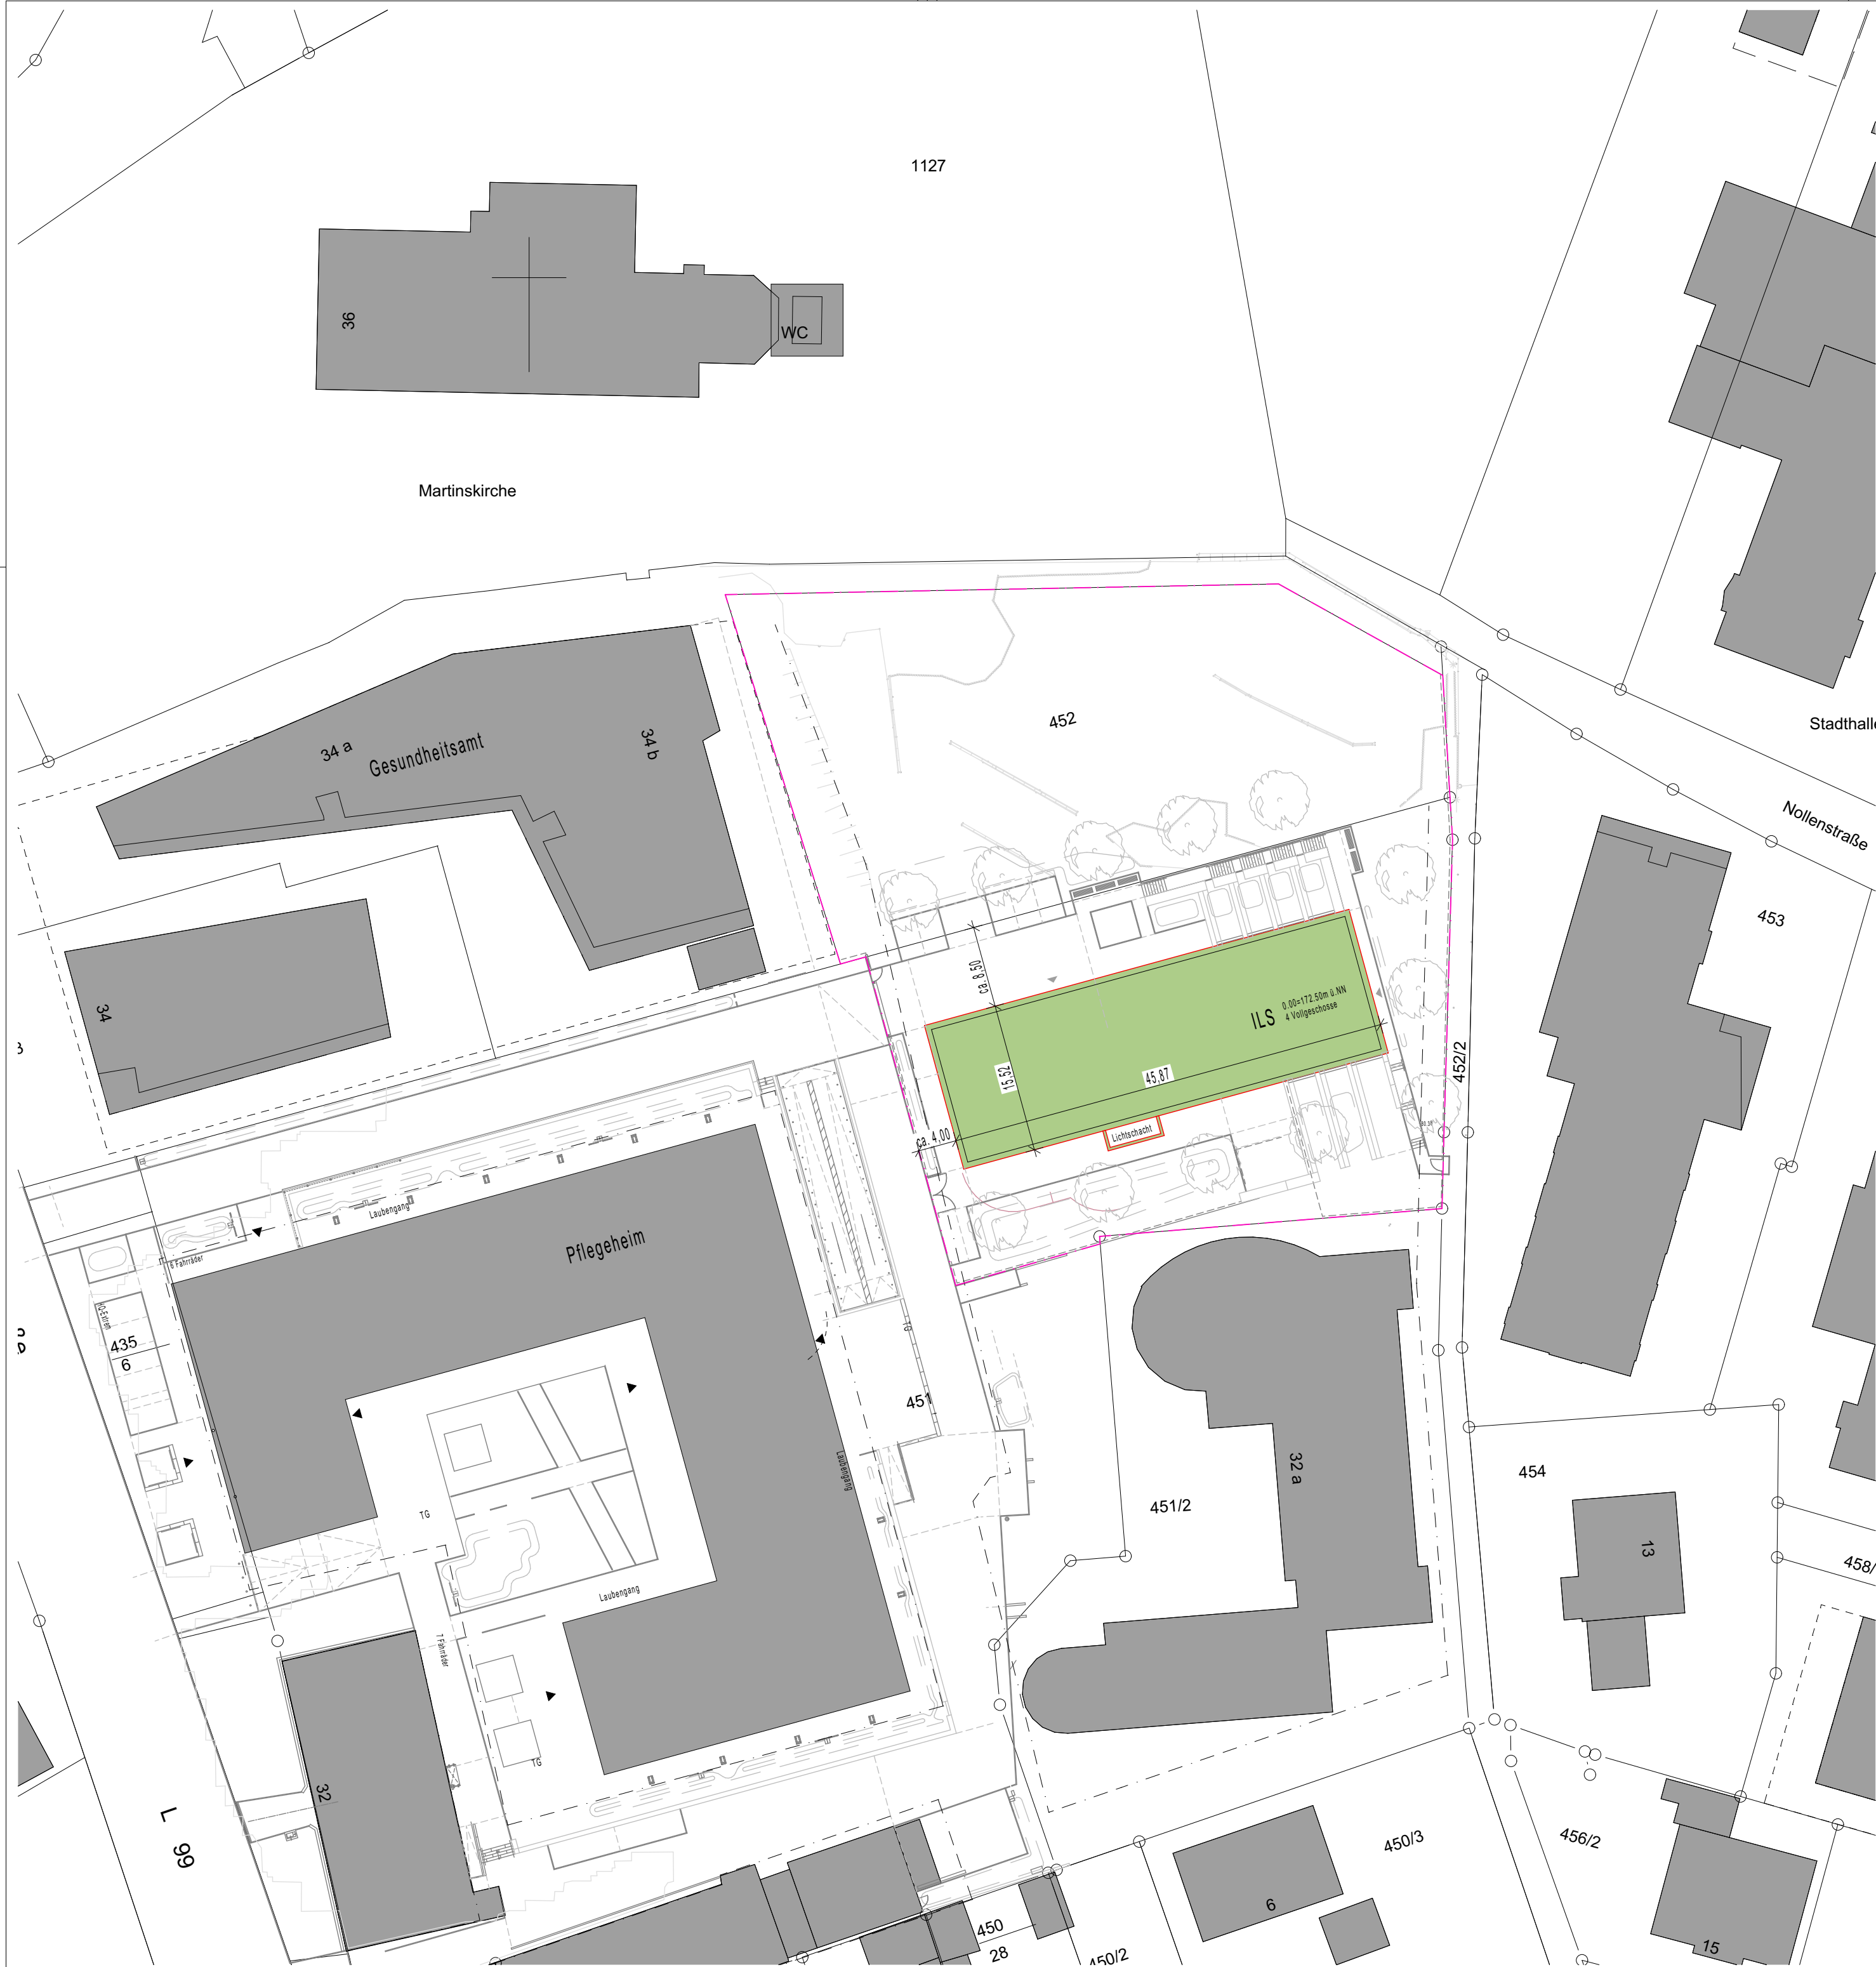 1127
36
WC
Martinskirche
452
34 a
Gesundheitsamt
34 b
Stadthalle
Nollenstraße
453
ca. 8.50
34
ILS
0.00=172.50m ü.NN
4 Vollgeschosse
15,52
45,87
452/2
Lichtschacht
ca. 4,00
Laubengang
Pflegeheim
6 Fahrräder
HQ-Extrem
435
6
TG
451
Laubengang
32 a
454
451/2
13
TG
458/
Laubengang
7 Fahrräder
TG
32
L 99
450/3
456/2
6
450
28
450/2
15